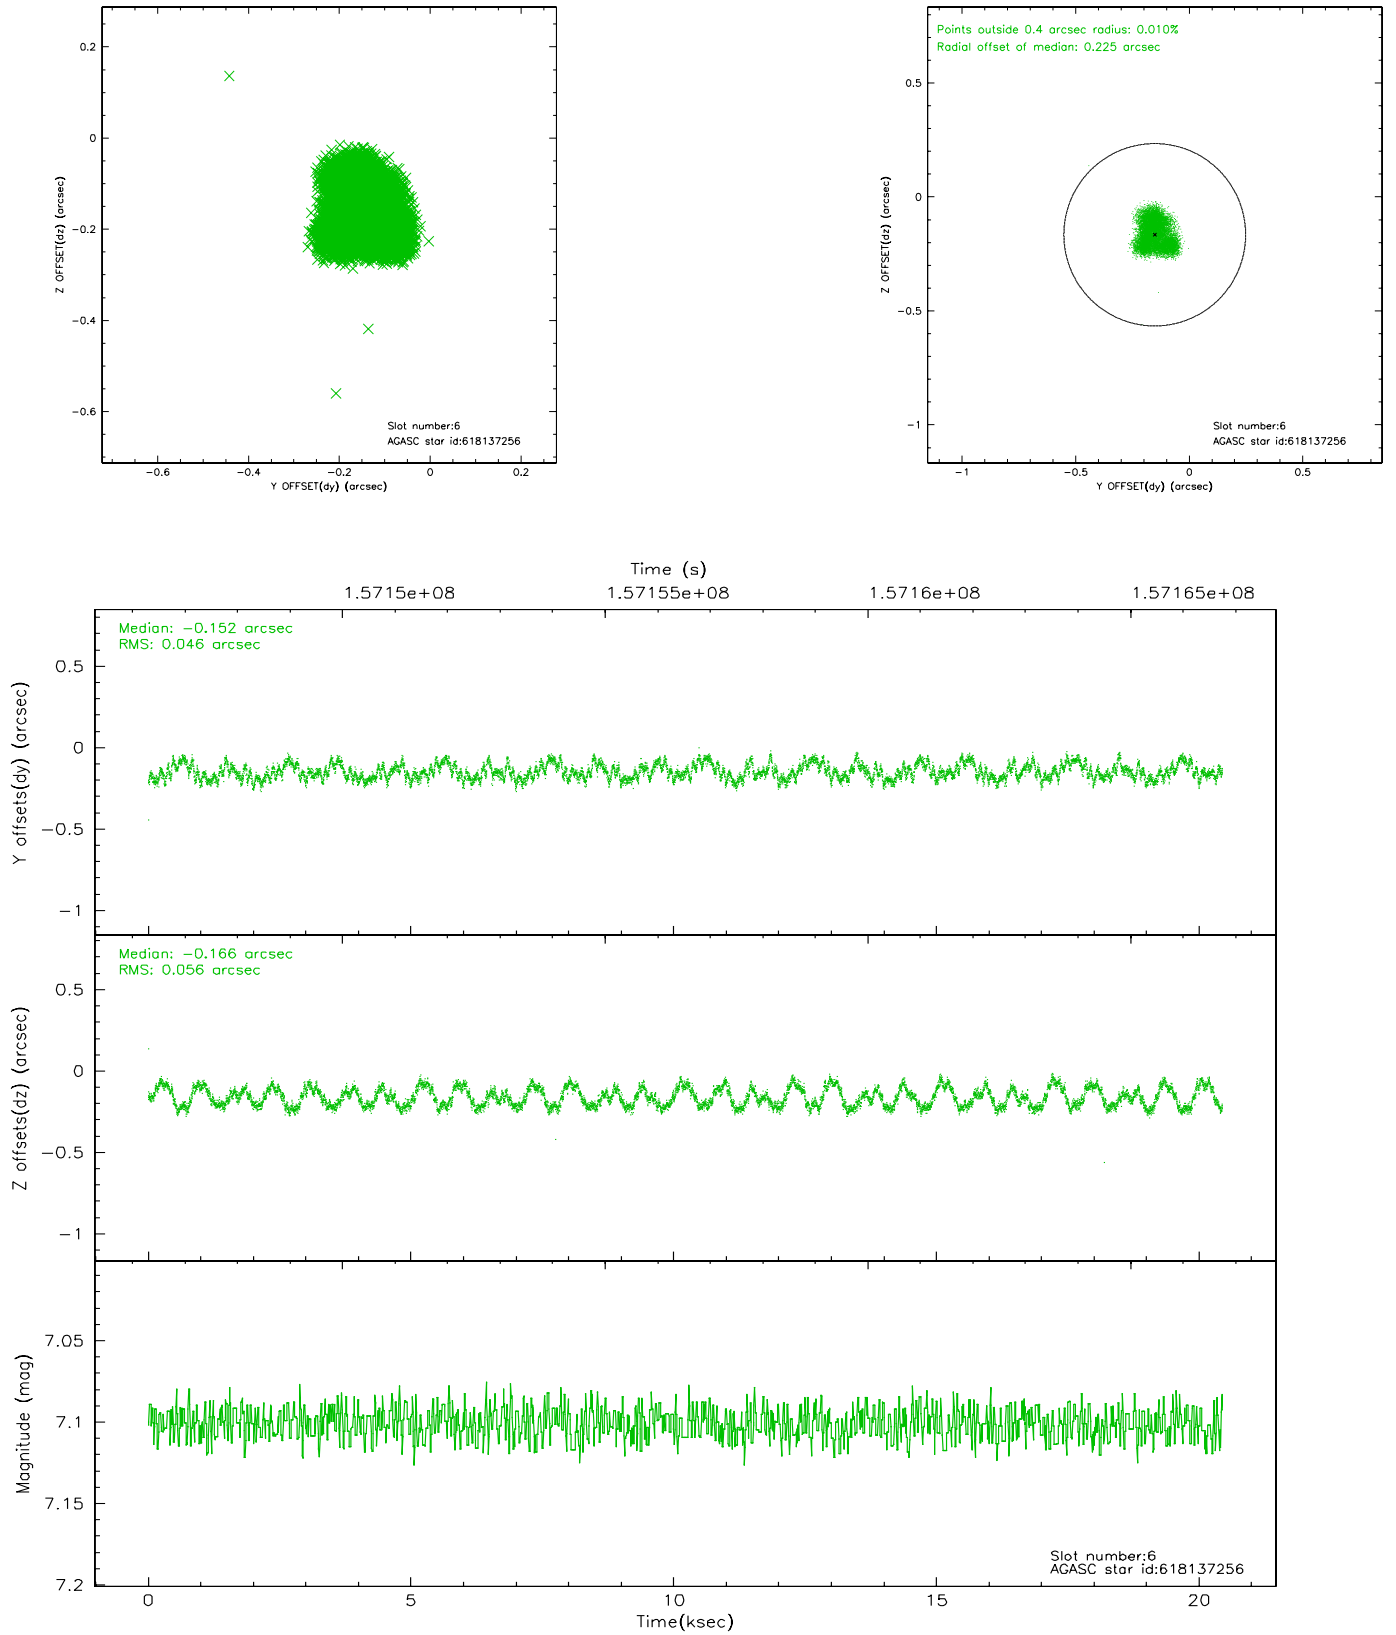 0.2
0
-0.2
-0.4
-0.6
Z OFFSET(dz) (arcsec)
Slot number:6
AGASC star id:618137256
-0.6 -0.4 -0.2 0 0.2
Y OFFSET(dy) (arcsec)
Points outside 0.4 arcsec radius: 0.010%
Radial offset of median: 0.225 arcsec
0.5
0
-0.5
-1
Z OFFSET(dz) (arcsec)
Slot number:6
AGASC star id:618137256
-1 -0.5 0 0.5
Y OFFSET(dy) (arcsec)
Time (s)
1.5715e+08 1.57155e+08 1.5716e+08 1.57165e+08
Median: -0.152 arcsec
RMS: 0.046 arcsec
0.5
0
-0.5
-1
Y offsets(dy) (arcsec)
Median: -0.166 arcsec
RMS: 0.056 arcsec
0.5
0
-0.5
-1
Z offsets(dz) (arcsec)
7.05
7.1
7.15
7.2
Magnitude (mag)
Slot number:6
AGASC star id:618137256
0 5 10 15 20
Time(ksec)